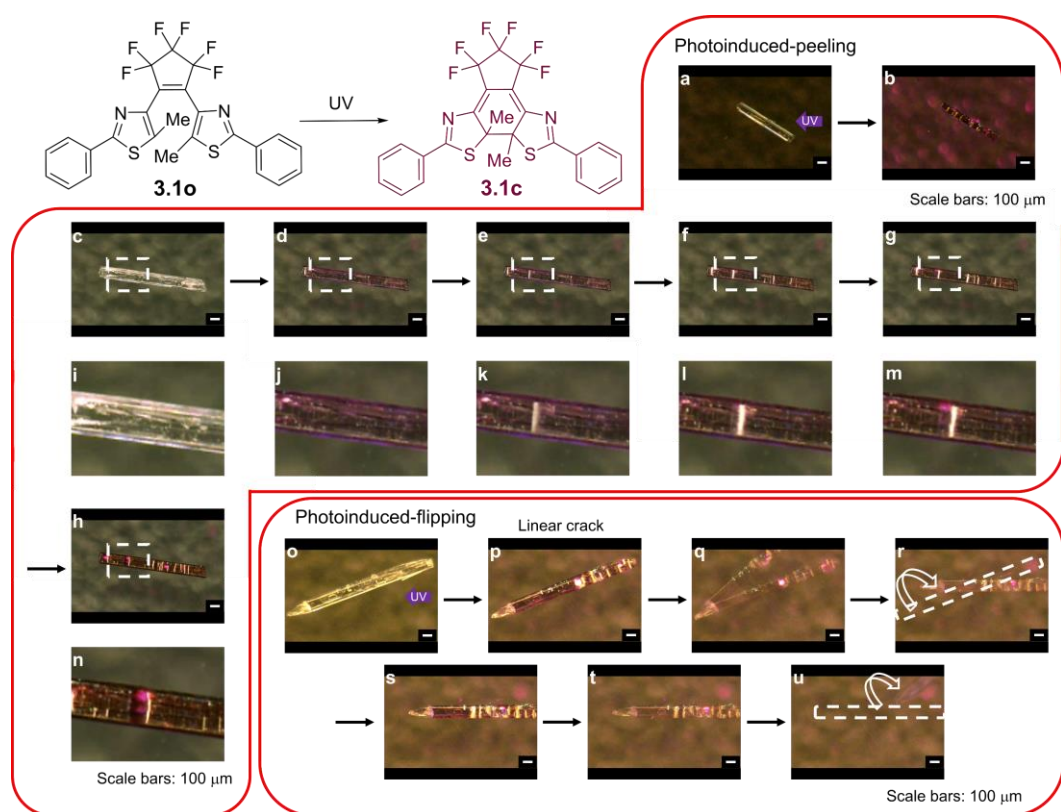 F F F F F F
N N
Me
S Me S
3.1o
UV
F F F F F F
N Me N
S Me S
3.1c
Photoinduced-peeling
a
UV
b
Scale bars: 100 μm
c
d
e
f
g
i
j
k
l
m
h
n
Scale bars: 100 μm
Photoinduced-flipping
Linear crack
o
UV
p
q
r
s
t
u
Scale bars: 100 μm